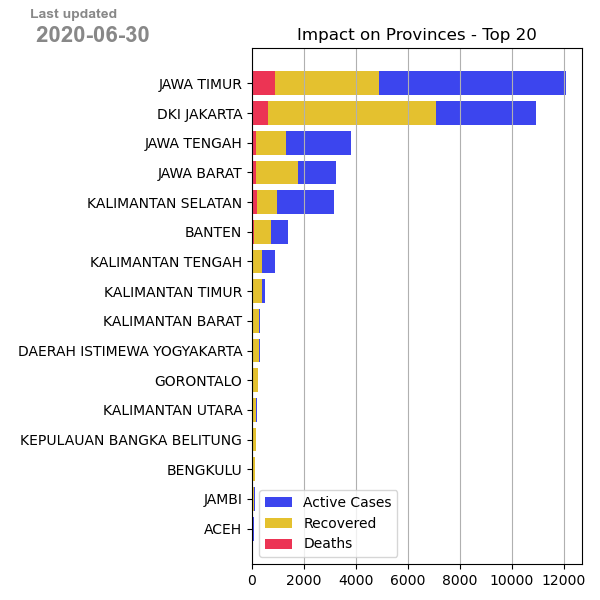 Last updated
2020-06-30
Impact on Provinces - Top 20
JAWA TIMUR
DKI JAKARTA
JAWA TENGAH
JAWA BARAT
KALIMANTAN SELATAN
BANTEN
KALIMANTAN TENGAH
KALIMANTAN TIMUR
KALIMANTAN BARAT
DAERAH ISTIMEWA YOGYAKARTA
GORONTALO
KALIMANTAN UTARA
KEPULAUAN BANGKA BELITUNG
BENGKULU
JAMBI
ACEH
Active Cases
Recovered
Deaths
0 2000 4000 6000 8000 10000 12000